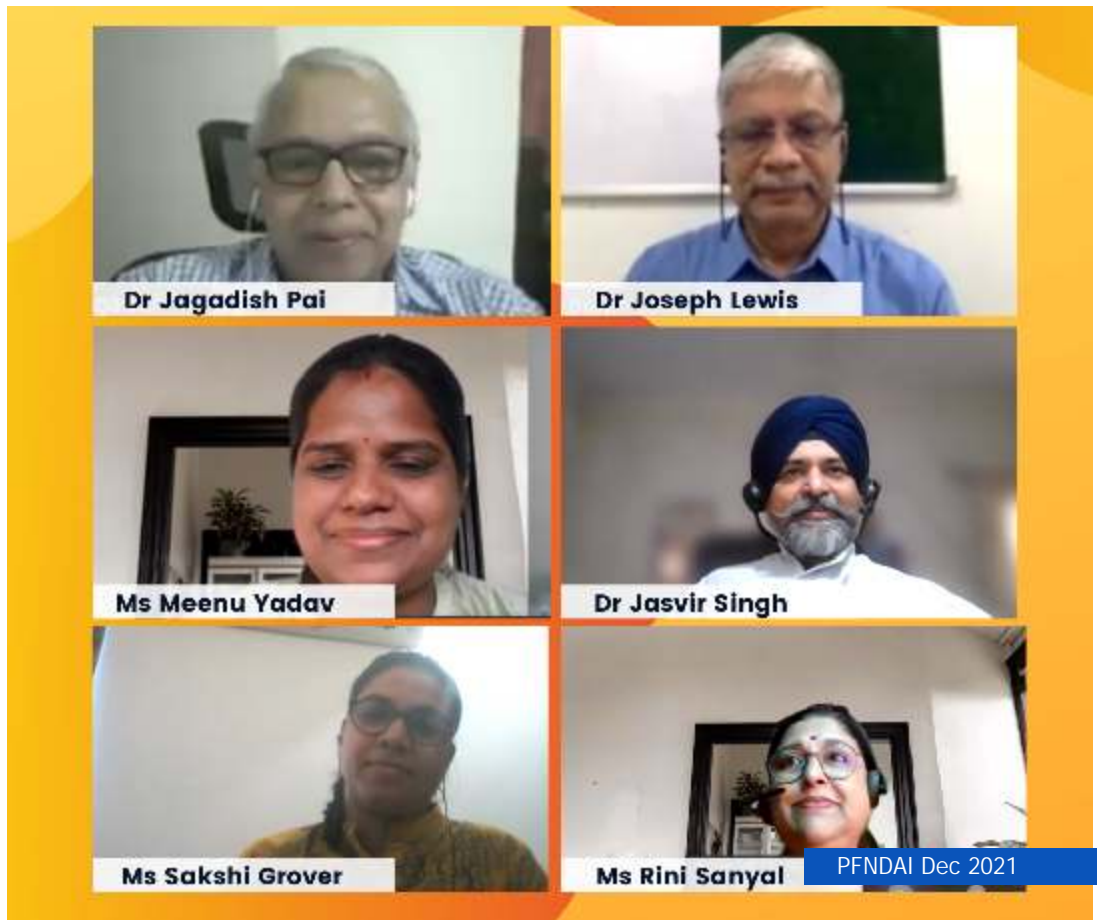 Dr Jagadish Pai
Dr Joseph Lewis
Ms Meenu Yadav
Dr Jasvir Singh
Ms Sakshi Grover
Ms Rini Sanyal
PFNDAI Dec 2021